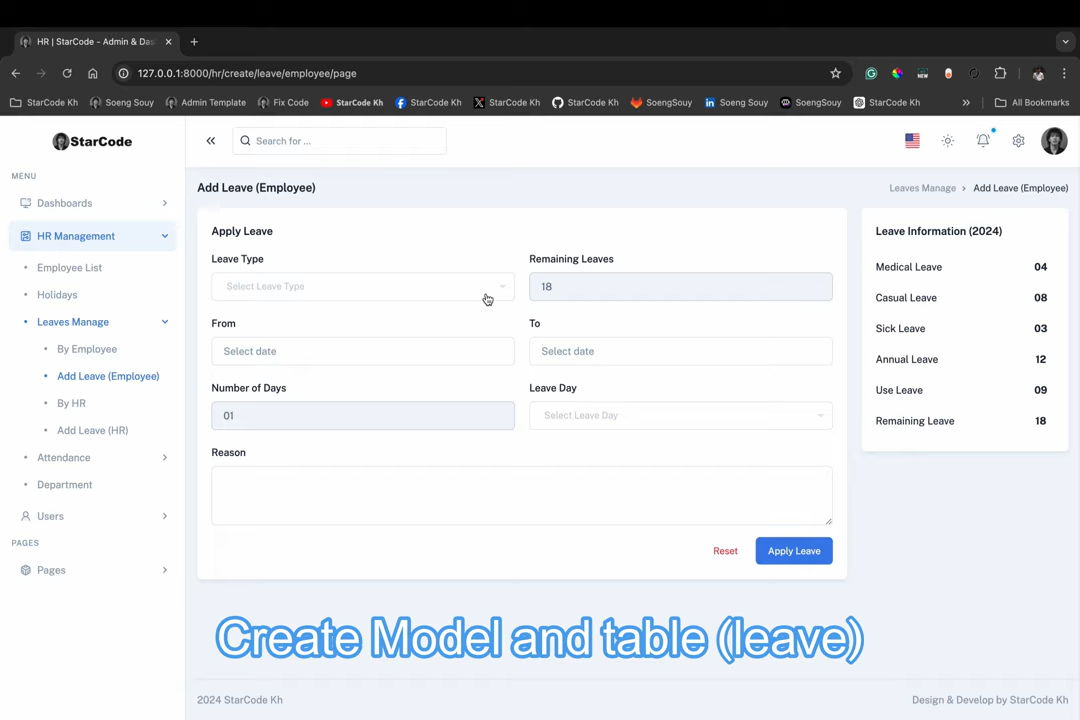 HR | StarCode - Admin & Das
127.0.0.1:8000/hr/create/leave/employee/page
NEW
StarCode Kh
Soeng Souy
Admin Template
Fix Code
StarCode Kh
StarCode Kh
StarCode Kh
StarCode Kh
SoengSouy
Soeng Souy
SoengSouy
StarCode Kh
»
All Bookmarks
StarCode
Search for ...
MENU
Dashboards
HR Management
Employee List
Holidays
Leaves Manage
By Employee
Add Leave (Employee)
By HR
Add Leave (HR)
Attendance
Department
Users
PAGES
Pages
Add Leave (Employee)
Leaves Manage › Add Leave (Employee)
Apply Leave
Leave Type
Select Leave Type
Remaining Leaves
18
From
Select date
To
Select date
Number of Days
01
Leave Day
Select Leave Day
Reason
Reset
Apply Leave
Leave Information (2024)
Medical Leave 04
Casual Leave 08
Sick Leave 03
Annual Leave 12
Use Leave 09
Remaining Leave 18
Create Model and table (leave)
2024 StarCode Kh
Design & Develop by StarCode Kh